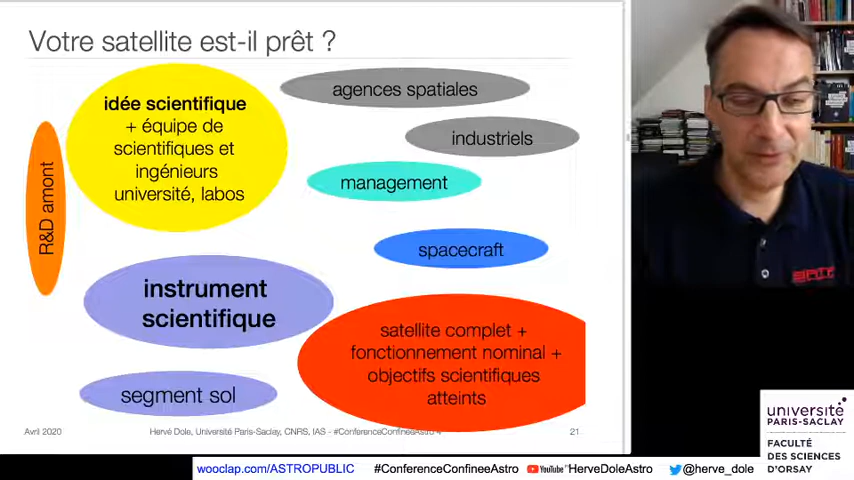 Votre satellite est-il prêt ?
idée scientifique
+ équipe de
scientifiques et
ingénieurs
université, labos
agences spatiales
industriels
management
R&D amont
spacecraft
instrument
scientifique
satellite complet +
fonctionnement nominal +
objectifs scientifiques
atteints
segment sol
Avril 2020
Hervé Dole, Université Paris-Saclay, CNRS, IAS - #ConferenceConfineeAstro 4
21
université
PARIS-SACLAY
FACULTÉ
DES SCIENCES
D'ORSAY
wooclap.com/ASTROPUBLIC
#ConferenceConfineeAstro
YouTube HerveDoleAstro
@herve_dole